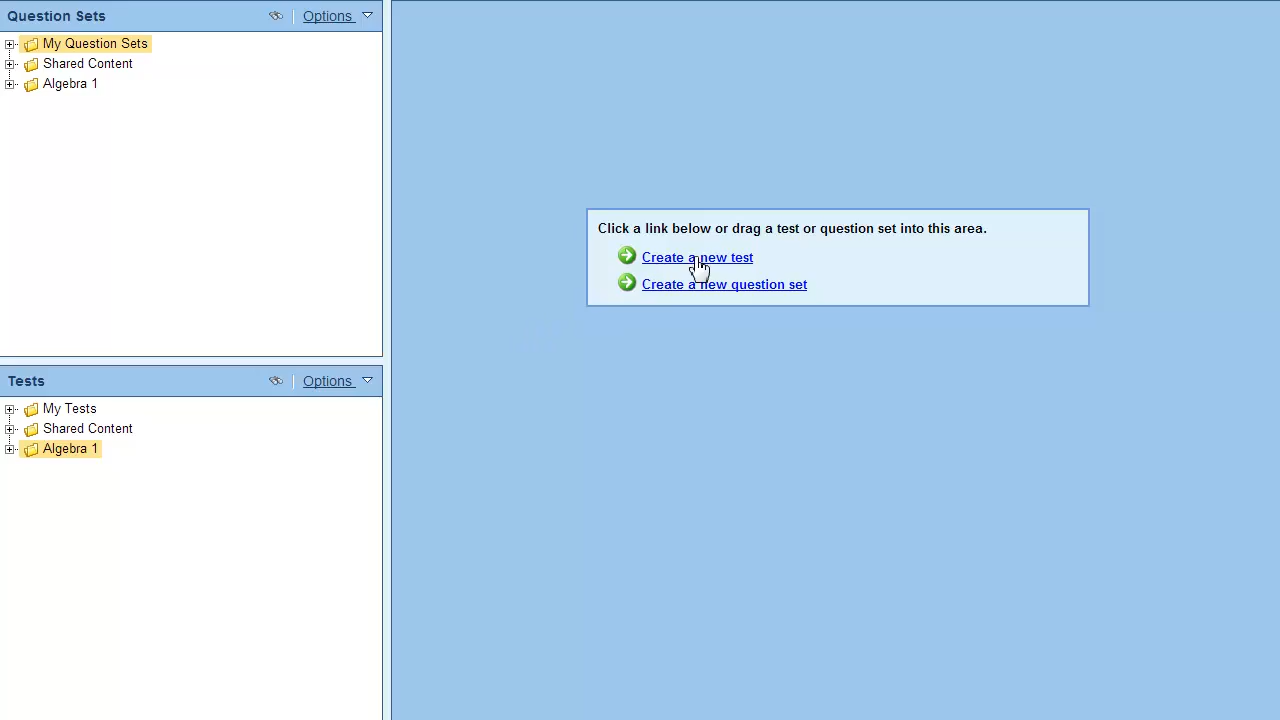 Question Sets
Options
My Question Sets
Shared Content
Algebra 1
Click a link below or drag a test or question set into this area.
Create a new test
Create a new question set
Tests
Options
My Tests
Shared Content
Algebra 1